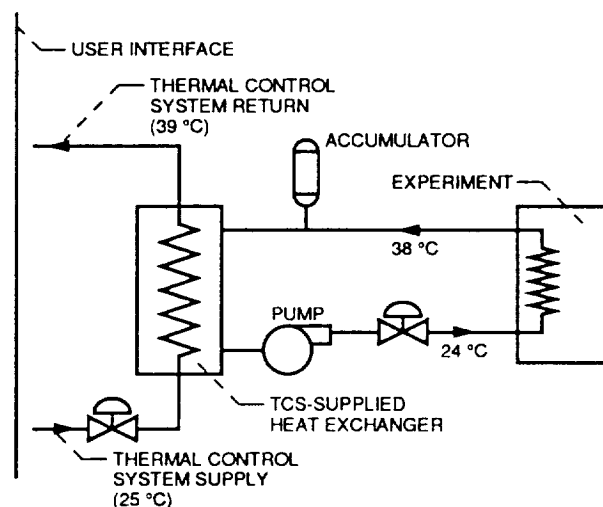 USER INTERFACE
THERMAL CONTROL
SYSTEM RETURN
(39 °C)
ACCUMULATOR
EXPERIMENT
38 °C
PUMP
24 °C
TCS-SUPPLIED
HEAT EXCHANGER
THERMAL CONTROL
SYSTEM SUPPLY
(25 °C)